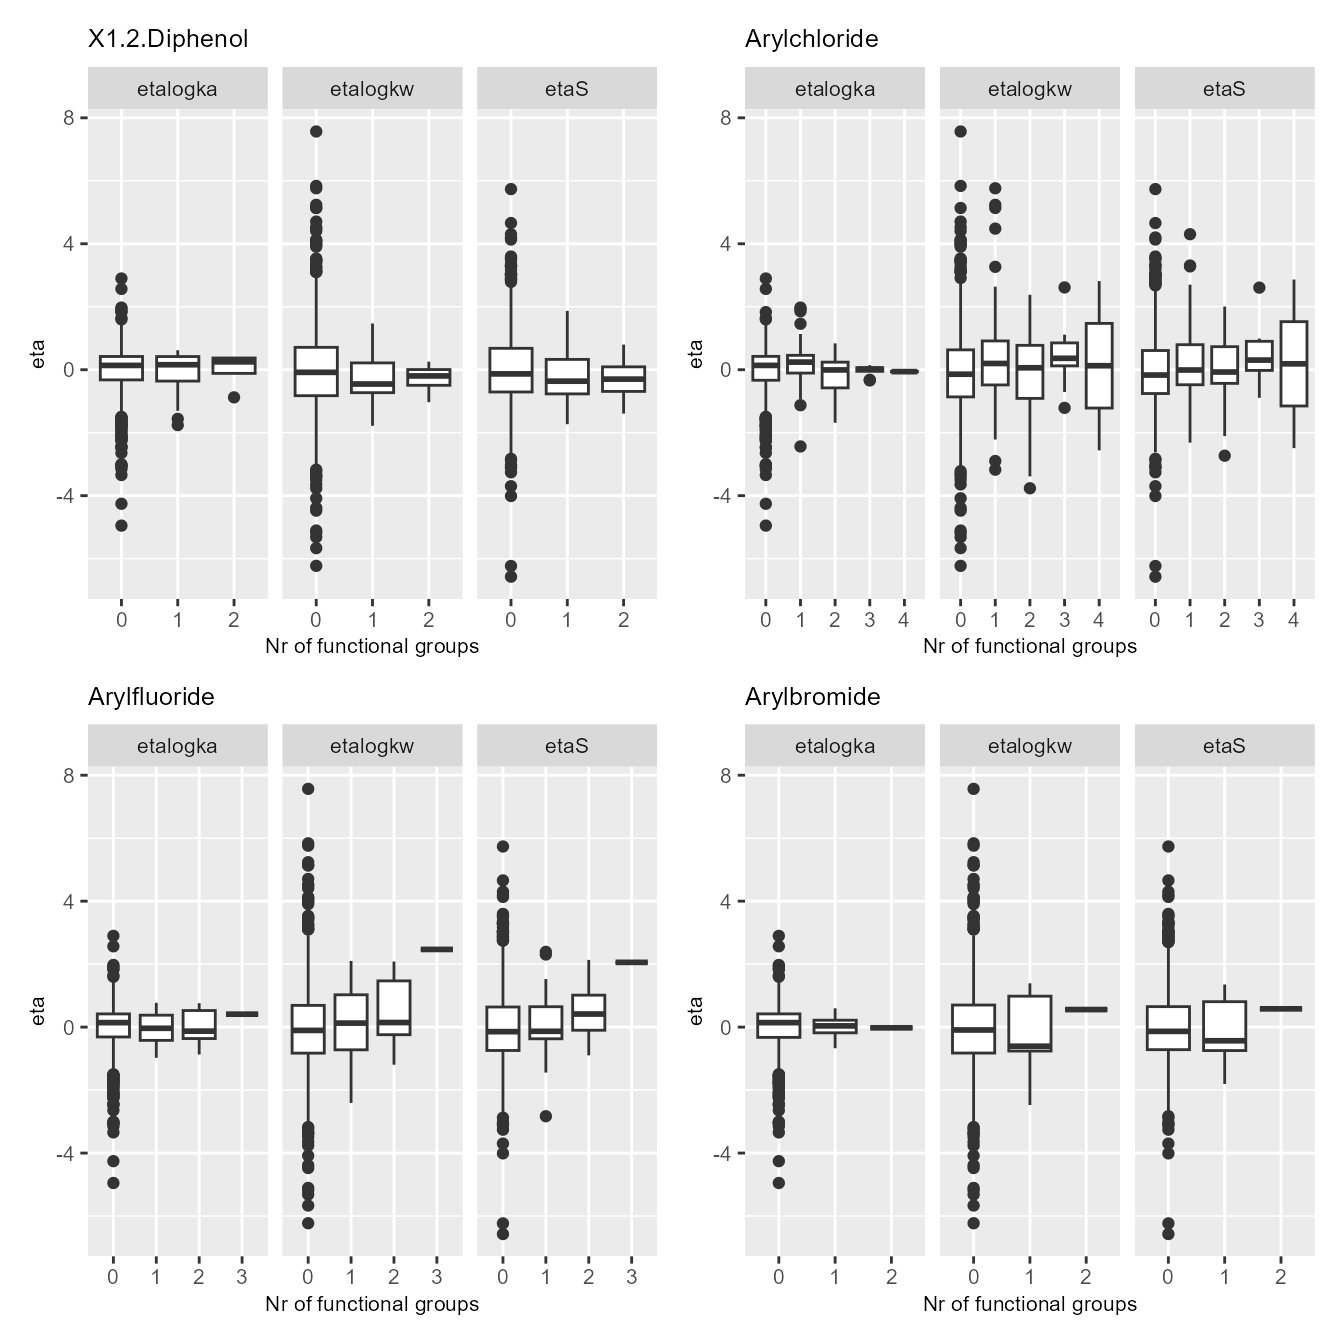 X1.2.Diphenol
etalogka etalogkw etaS
8
4
0
-4
eta
0 1 2 0 1 2 0 1 2
Nr of functional groups
Arylchloride
etalogka etalogkw etaS
8
4
0
-4
eta
0 1 2 3 4 0 1 2 3 4 0 1 2 3 4
Nr of functional groups
Arylfluoride
etalogka etalogkw etaS
8
4
0
-4
eta
0 1 2 3 0 1 2 3 0 1 2 3
Nr of functional groups
Arylbromide
etalogka etalogkw etaS
8
4
0
-4
eta
0 1 2 0 1 2 0 1 2
Nr of functional groups